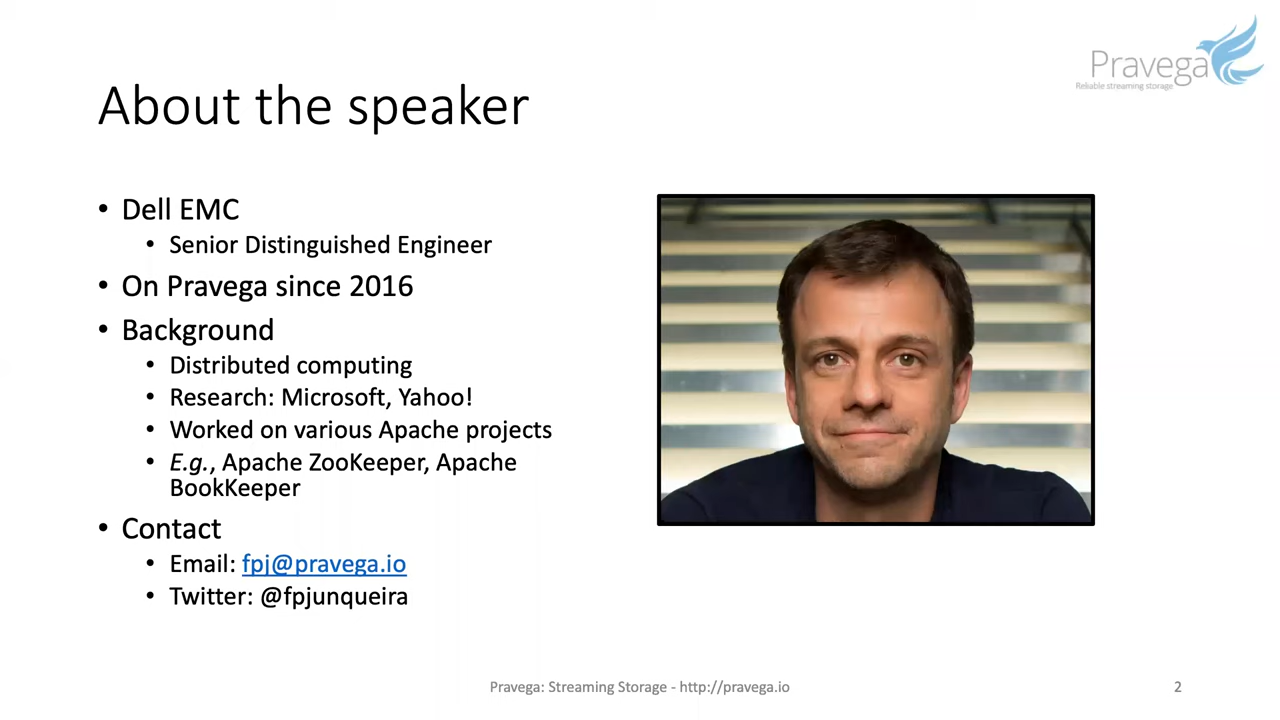 Pravega
Reliable streaming storage
About the speaker
• Dell EMC
• Senior Distinguished Engineer
• On Pravega since 2016
• Background
• Distributed computing
• Research: Microsoft, Yahoo!
• Worked on various Apache projects
• E.g., Apache ZooKeeper, Apache
BookKeeper
• Contact
• Email: fpj@pravega.io
• Twitter: @fpjunqueira
Pravega: Streaming Storage - http://pravega.io
2